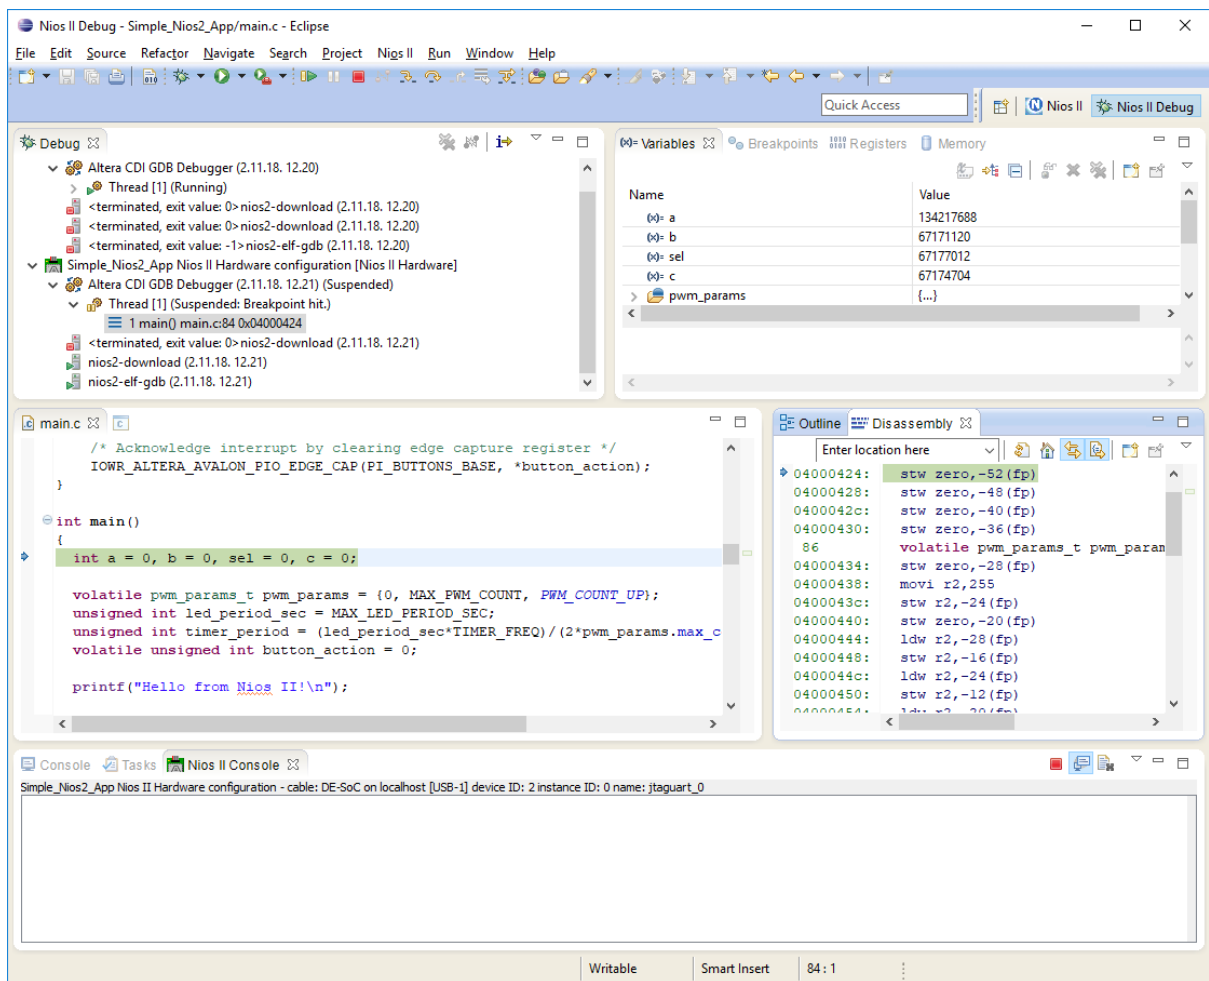 Nios II Debug - Simple_Nios2_App/main.c - Eclipse
File Edit Source Refactor Navigate Search Project Nios II Run Window Help
Quick Access
Nios II
Nios II Debug
Debug
Altera CDI GDB Debugger (2.11.18. 12.20)
Thread [1] (Running)
<terminated, exit value: 0>nios2-download (2.11.18. 12.20)
<terminated, exit value: 0>nios2-download (2.11.18. 12.20)
<terminated, exit value: -1>nios2-elf-gdb (2.11.18. 12.20)
Simple_Nios2_App Nios II Hardware configuration [Nios II Hardware]
Altera CDI GDB Debugger (2.11.18. 12.21) (Suspended)
Thread [1] (Suspended: Breakpoint hit.)
1 main() main.c:84 0x04000424
<terminated, exit value: 0>nios2-download (2.11.18. 12.21)
nios2-download (2.11.18. 12.21)
nios2-elf-gdb (2.11.18. 12.21)
(x)= Variables Breakpoints Registers Memory
Name Value
(x)= a 134217688
(x)= b 67171120
(x)= sel 67177012
(x)= c 67174704
pwm_params {...}
main.c
/* Acknowledge interrupt by clearing edge capture register */
IOWR_ALTERA_AVALON_PIO_EDGE_CAP(PI_BUTTONS_BASE, *button_action);
}
int main()
{
int a = 0, b = 0, sel = 0, c = 0;
volatile pwm_params_t pwm_params = {0, MAX_PWM_COUNT, PWM_COUNT_UP};
unsigned int led_period_sec = MAX_LED_PERIOD_SEC;
unsigned int timer_period = (led_period_sec*TIMER_FREQ)/(2*pwm_params.max_c
volatile unsigned int button_action = 0;
printf("Hello from Nios II!\n");
Outline Disassembly
Enter location here
04000424: stw zero,-52(fp)
04000428: stw zero,-48(fp)
0400042c: stw zero,-40(fp)
04000430: stw zero,-36(fp)
86 volatile pwm_params_t pwm_param
04000434: stw zero,-28(fp)
04000438: movi r2,255
0400043c: stw r2,-24(fp)
04000440: stw zero,-20(fp)
04000444: ldw r2,-28(fp)
04000448: stw r2,-16(fp)
0400044c: ldw r2,-24(fp)
04000450: stw r2,-12(fp)
04000454: ldw r2,-20(fp)
Console Tasks Nios II Console
Simple_Nios2_App Nios II Hardware configuration - cable: DE-SoC on localhost [USB-1] device ID: 2 instance ID: 0 name: jtaguart_0
Writable Smart Insert 84 : 1